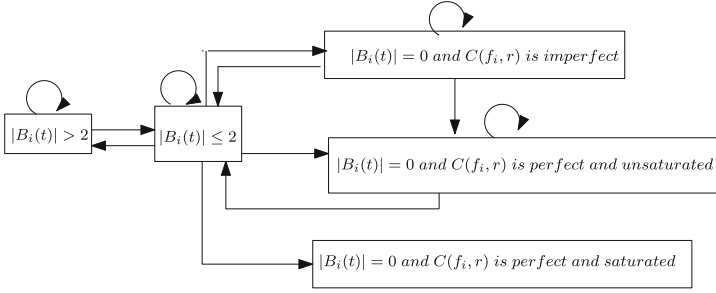 |B_i(t)| = 0 and C(f_i, r) is imperfect
|B_i(t)| > 2
|B_i(t)| ≤ 2
|B_i(t)| = 0 and C(f_i, r) is perfect and unsaturated
|B_i(t)| = 0 and C(f_i, r) is perfect and saturated